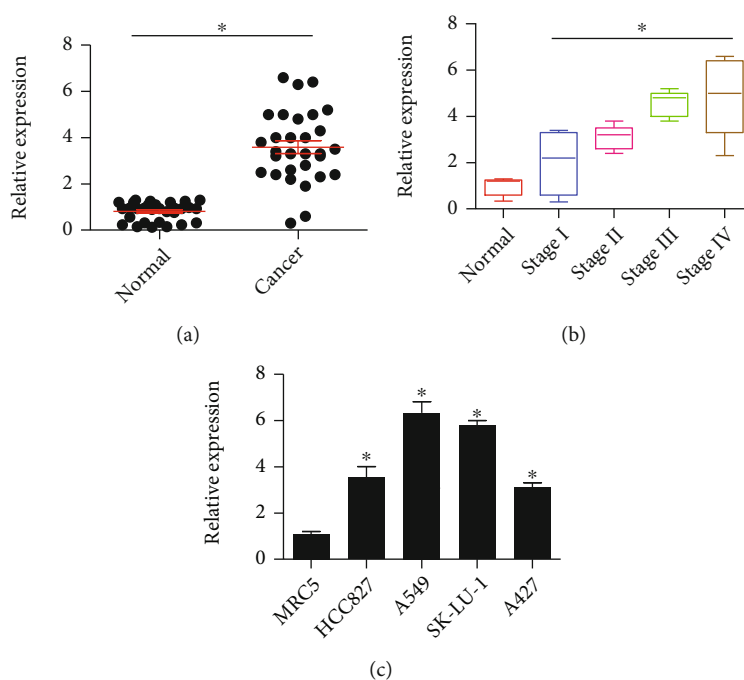 *
Relative expression
8
6
4
2
0
Normal
Cancer
(a)
*
Relative expression
8
6
4
2
0
Normal
Stage I
Stage II
Stage III
Stage IV
(b)
Relative expression
8
6
4
2
0
*
*
*
*
MRC5
HCC827
A549
SK-LU-1
A427
(c)